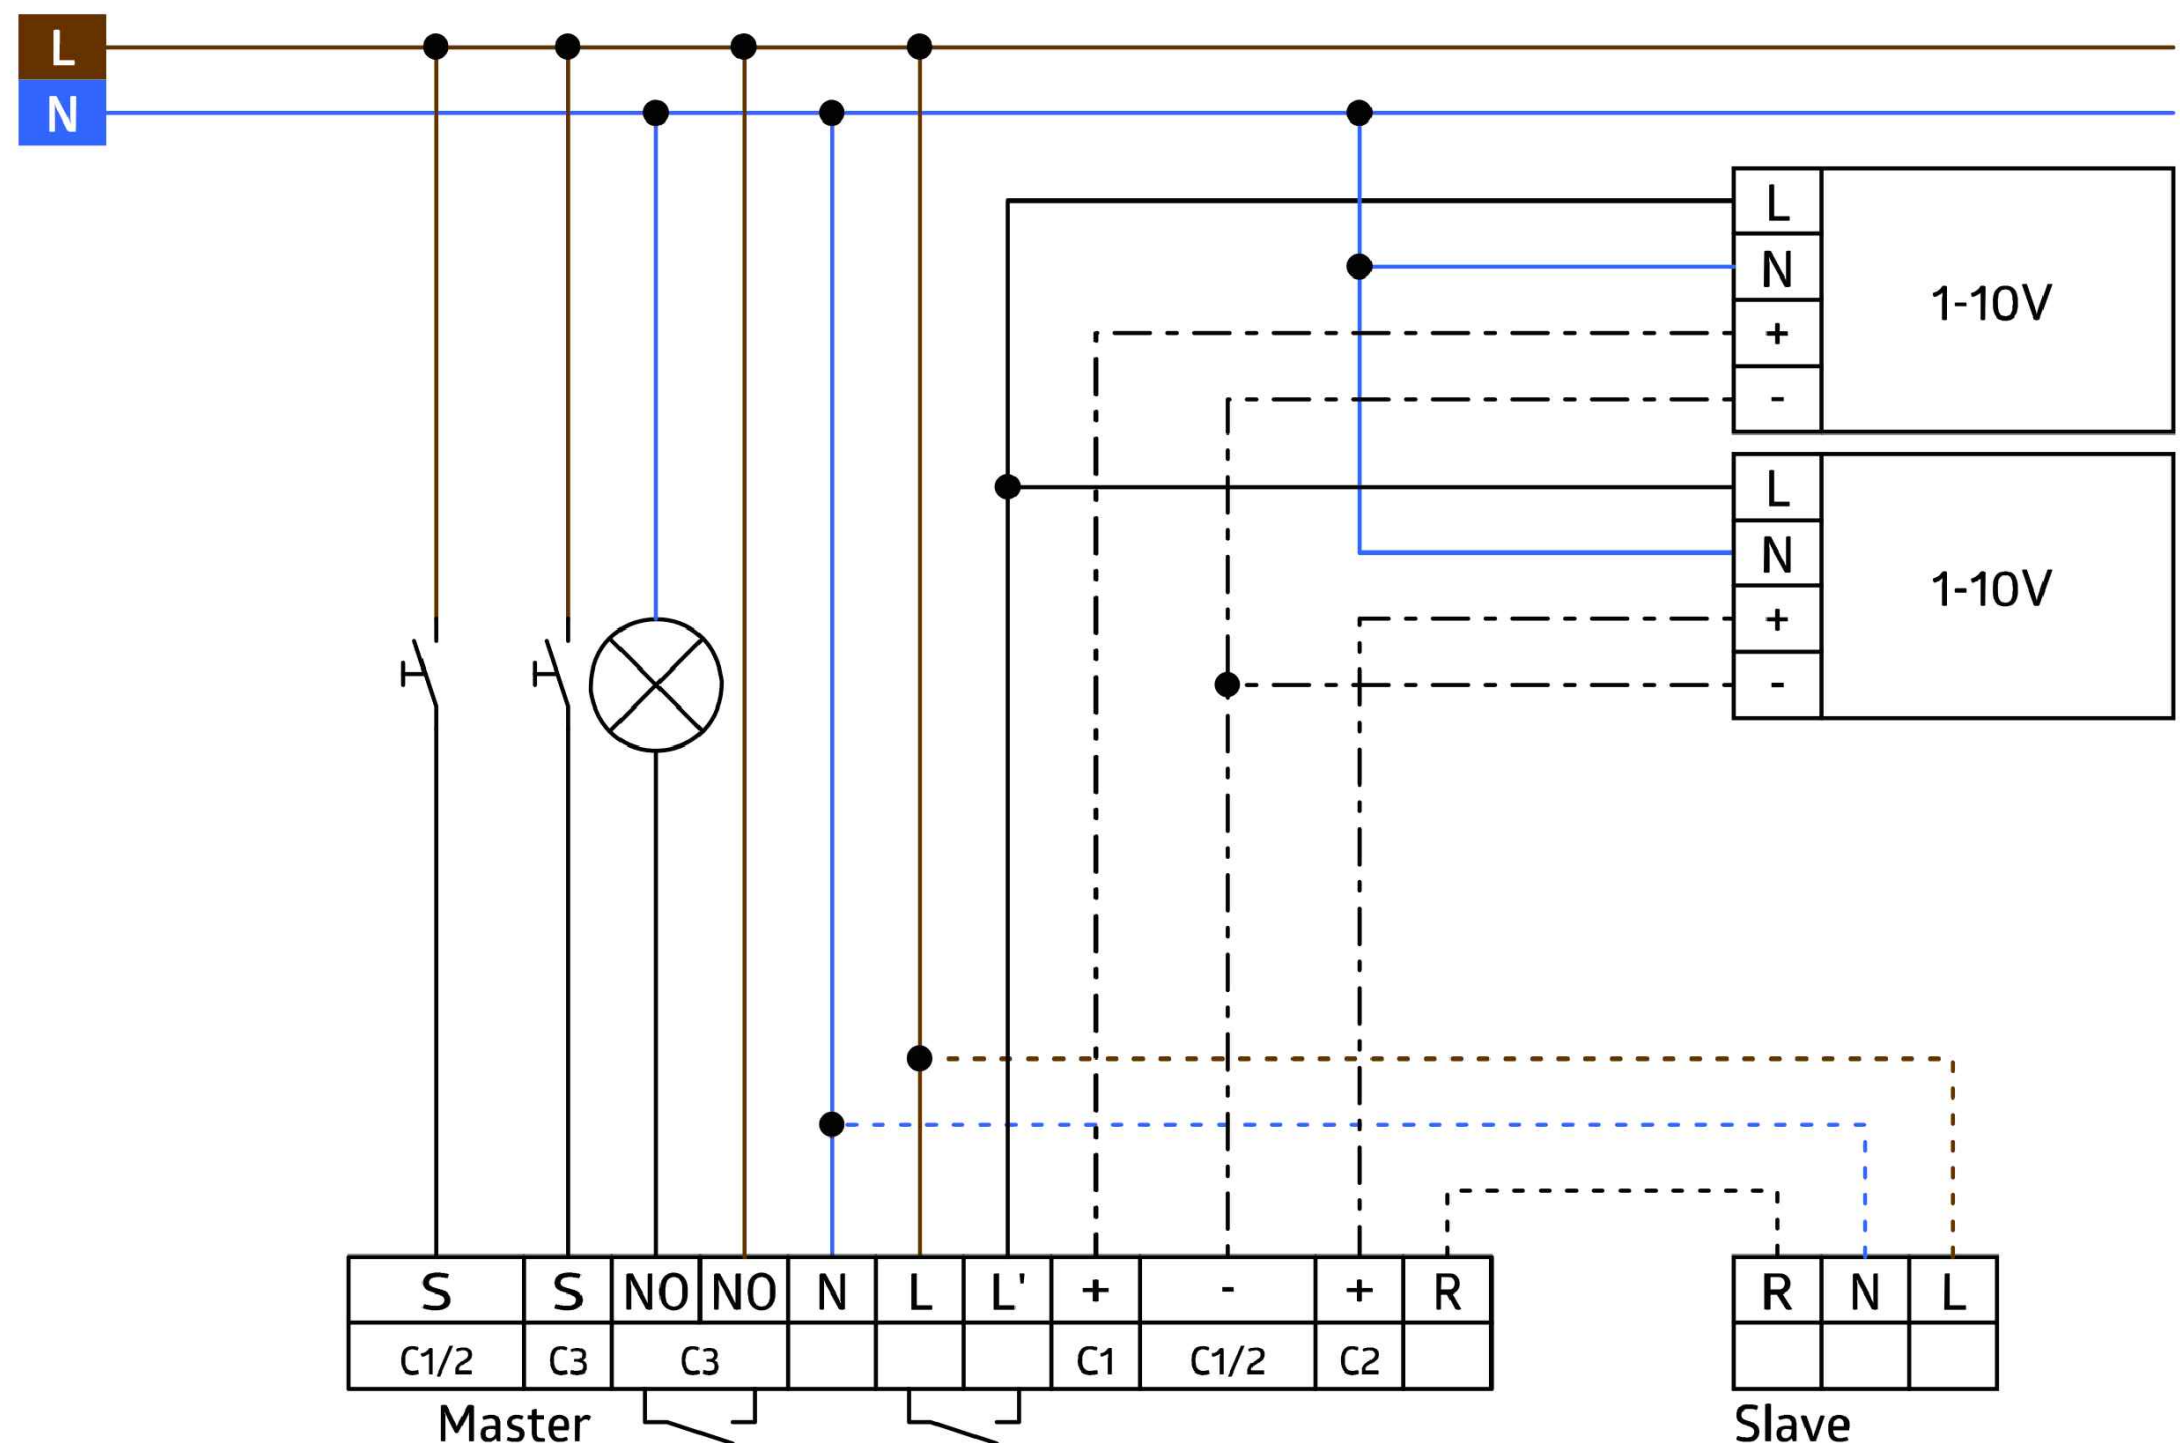 L
N
L
N
+
-
1-10V
L
N
+
-
1-10V
S S NO NO N L L' + - + R
C1/2 C3 C3 C1 C1/2 C2
Master
R N L
Slave